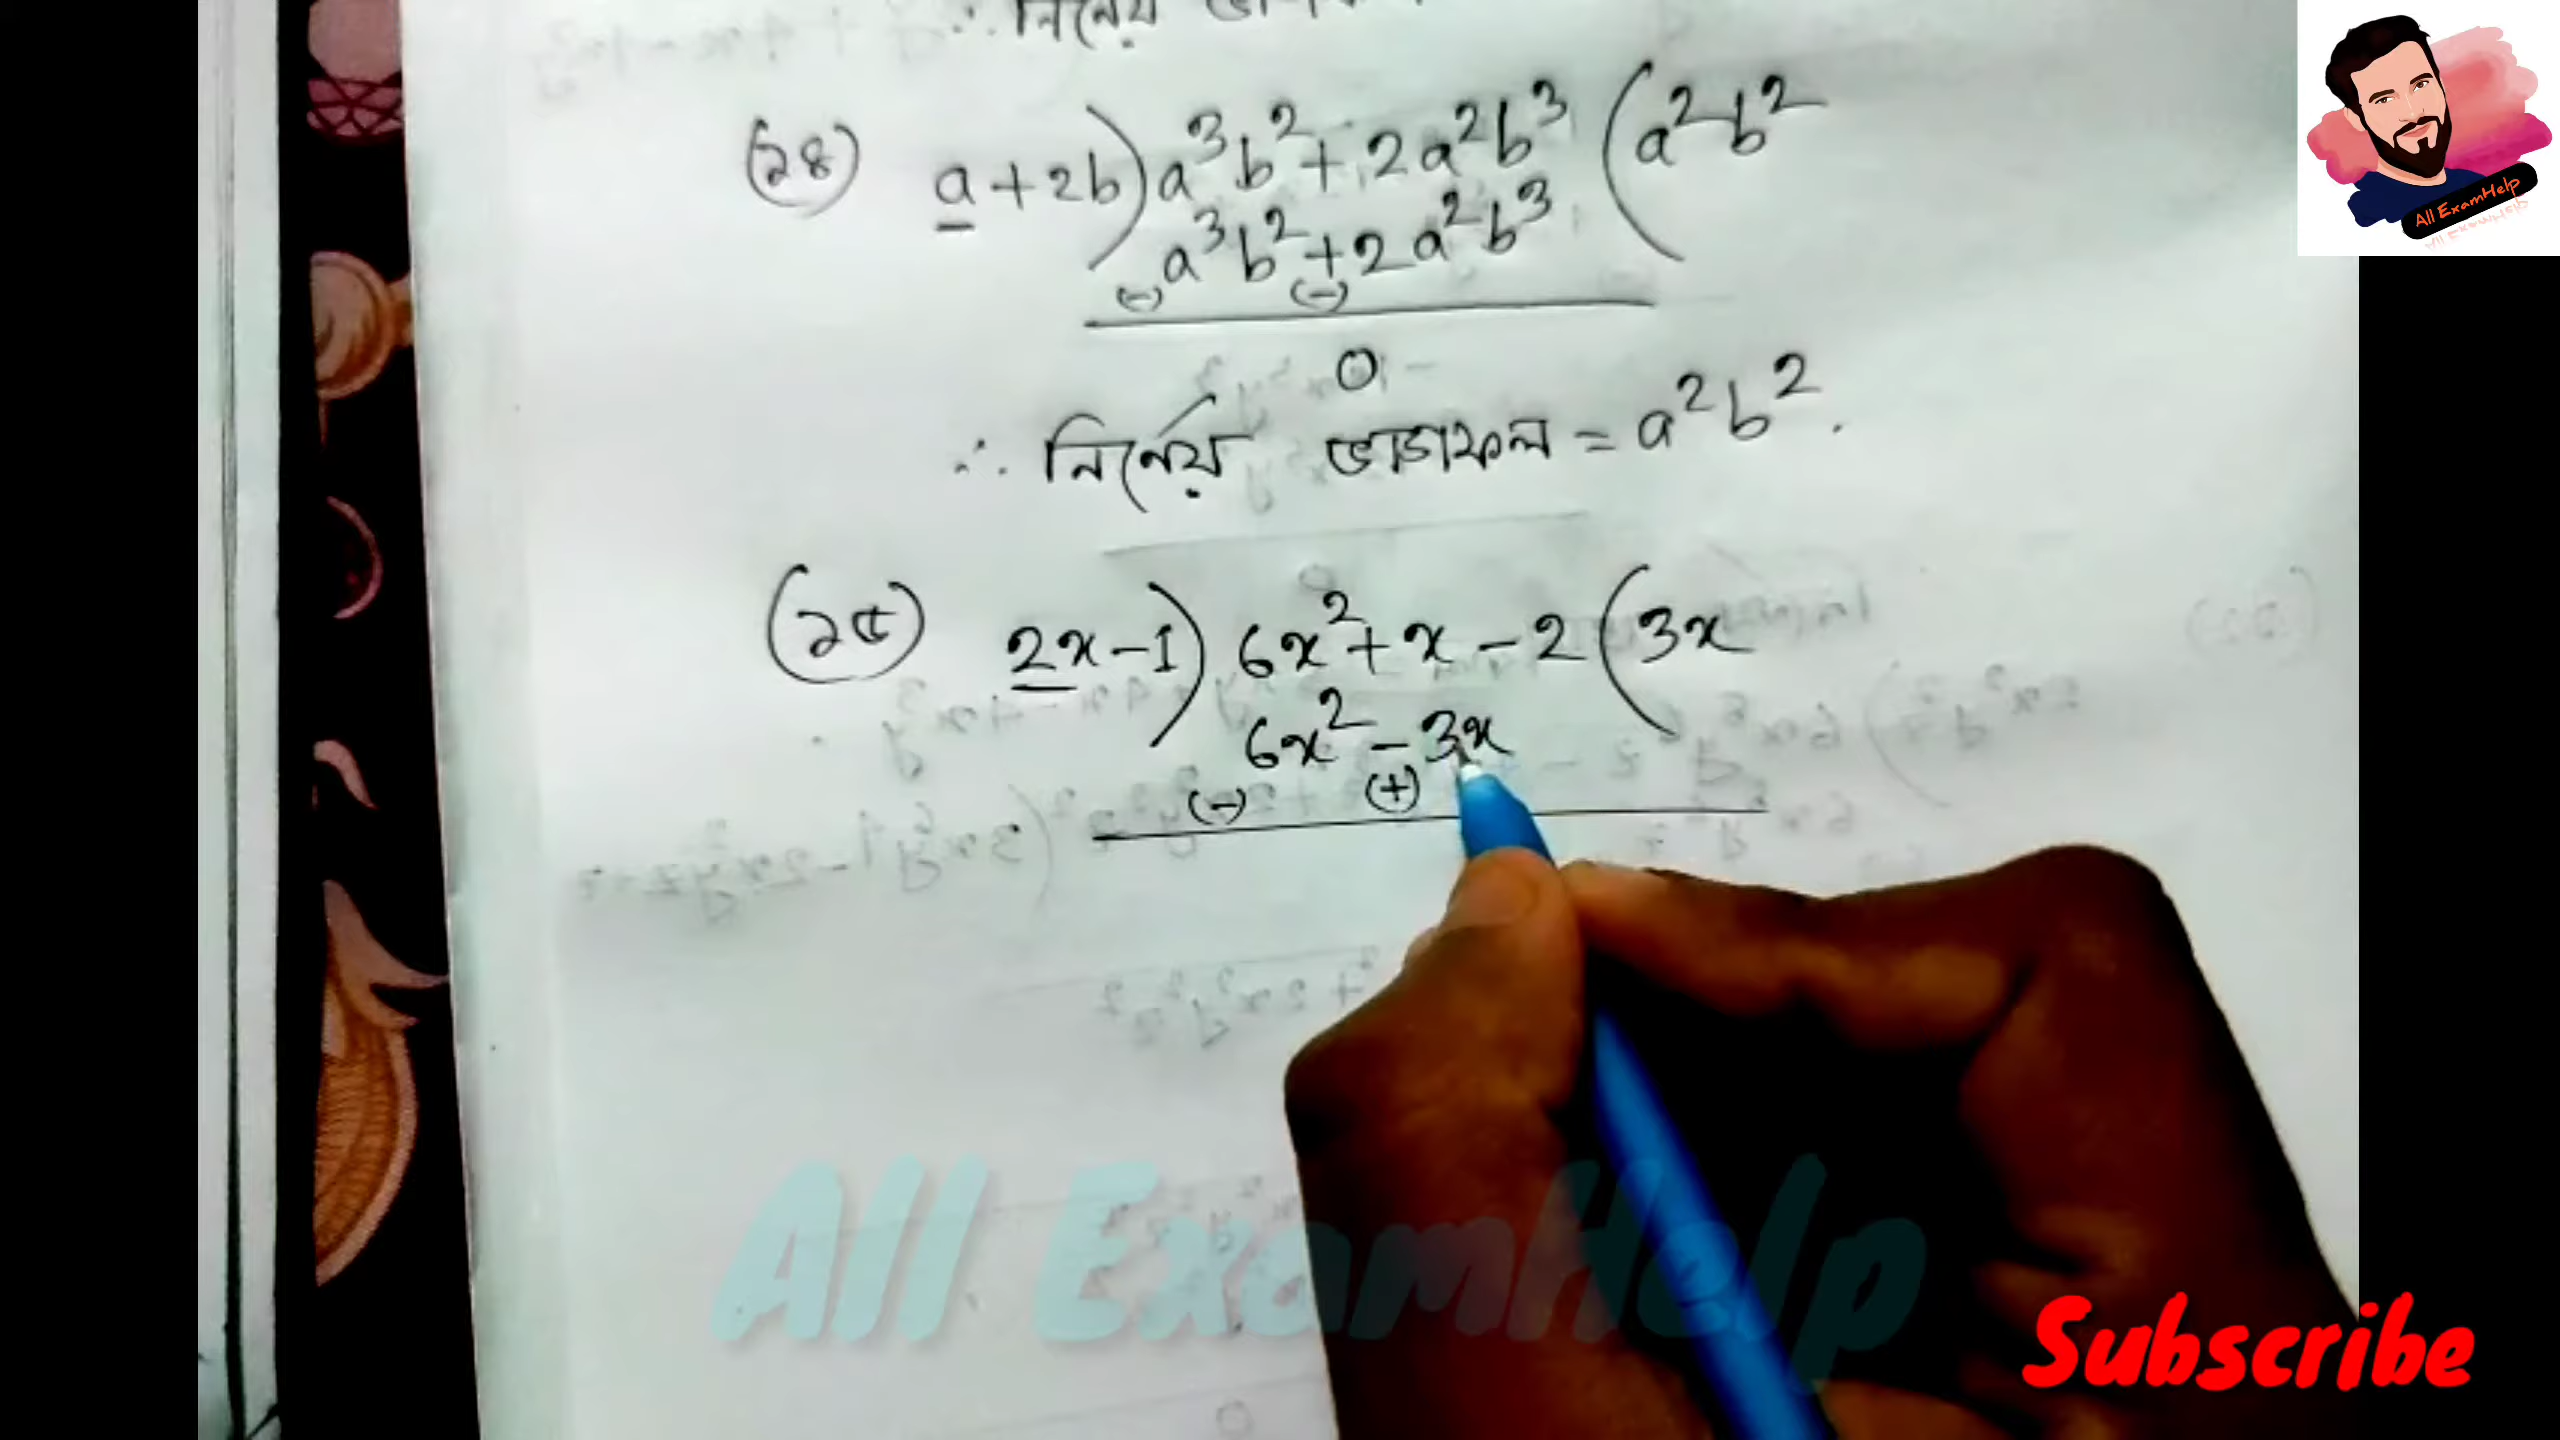 ∴ নির্ণেয়
(২৪) a + 2b) a³b² + 2a²b³ (a²b²
a³b² + 2a²b³
(-) (-)
0
∴ নির্ণেয় ভাগফল = a²b².
(২৫) 2x - 1) 6x² + x - 2 (3x
6x² - 3x
(-) (+)
All ExamHelp
All ExamHelp
Subscribe